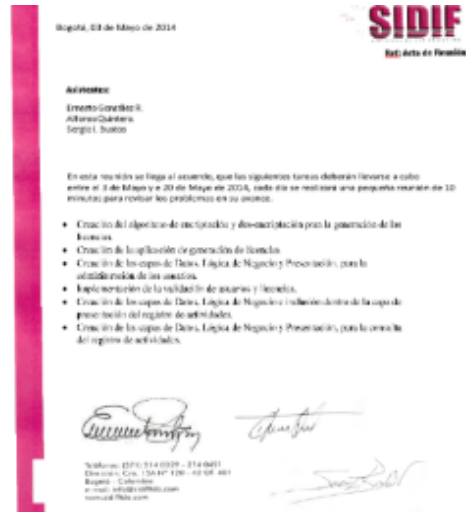 Bogotá, 03 de Mayo de 2014
SIDIF
Ref: Acta de Reunión
Asistentes:
Ernesto González R.
Alfonso Quintero.
Sergio I. Bustos
En esta reunión se llega al acuerdo, que las siguientes tareas deberán llevarse a cabo
entre el 3 de Mayo y e 20 de Mayo de 2014, cada día se realizará una pequeña reunión de 10
minutos para revisar los problemas en su avance.
• Creación del algoritmo de encriptación y des-encriptación para la generación de las
licencias.
• Creación de la aplicación de generación de licencias.
• Creación de las capas de Datos, Lógica de Negocio y Presentación, para la
administración de los usuarios.
• Implementación de la validación de usuarios y licencias.
• Creación de las capas de Datos, Lógica de Negocio e inclusión dentro de la capa de
presentación del registro de actividades.
• Creación de las capas de Datos, Lógica de Negocio y Presentación, para la consulta
del registro de actividades.
Teléfonos: (571)
Dirección: Cra.
Bogotá - Colombia
e-mail: